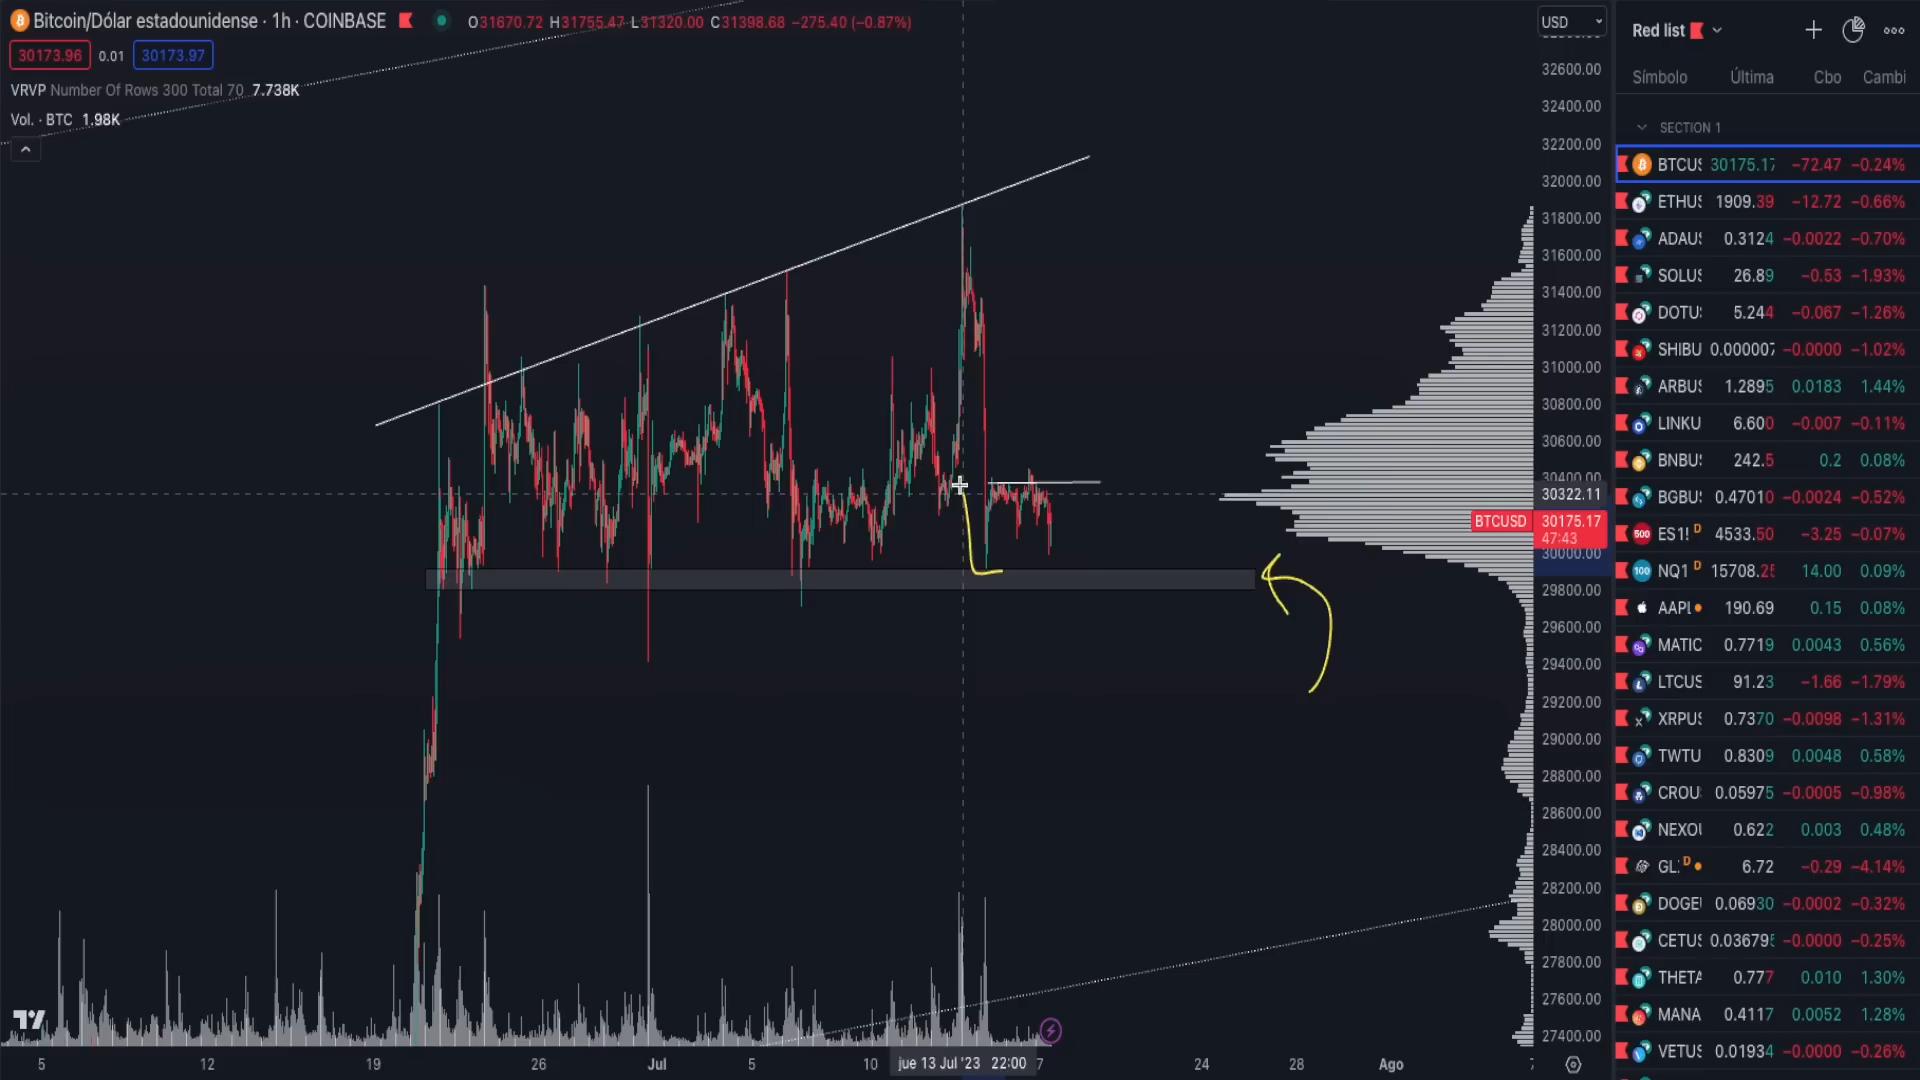 Bitcoin/Dólar estadounidense · 1h · COINBASE O31670.72 H31755.47 L31320.00 C31398.68 −275.40 (−0.87%)
30173.96 0.01 30173.97
VRVP Number Of Rows 300 Total 70 7.738K
Vol. · BTC 1.98K
USD
32600.00
32400.00
32200.00
32000.00
31800.00
31600.00
31400.00
31200.00
31000.00
30800.00
30600.00
30400.00
30322.11
BTCUSD 30175.17
47:43
30000.00
29800.00
29600.00
29400.00
29200.00
29000.00
28800.00
28600.00
28400.00
28200.00
28000.00
27800.00
27600.00
27400.00
5 12 19 26 Jul 5 10 jue 13 Jul '23 22:00 7 24 28 Ago 7
Red list
Símbolo Última Cbo Cambi
SECTION 1
BTCUS 30175.17 −72.47 −0.24%
ETHUS 1909.39 −12.72 −0.66%
ADAUS 0.3124 −0.0022 −0.70%
SOLUS 26.89 −0.53 −1.93%
DOTUS 5.244 −0.067 −1.26%
SHIBU 0.000007 −0.0000 −1.02%
ARBUS 1.2895 0.0183 1.44%
LINKU 6.600 −0.007 −0.11%
BNBUS 242.5 0.2 0.08%
BGBUS 0.47010 −0.0024 −0.52%
500 ES1! D 4533.50 −3.25 −0.07%
100 NQ1 D 15708.25 14.00 0.09%
AAPL 190.69 0.15 0.08%
MATIC 0.7719 0.0043 0.56%
LTCUS 91.23 −1.66 −1.79%
XRPUS 0.7370 −0.0098 −1.31%
TWTU 0.8309 0.0048 0.58%
CROU 0.05975 −0.0005 −0.98%
NEXOU 0.622 0.003 0.48%
GL. D 6.72 −0.29 −4.14%
DOGEU 0.06930 −0.0002 −0.32%
CETUS 0.036795 −0.0000 −0.25%
THETA 0.777 0.010 1.30%
MANA 0.4117 0.0052 1.28%
VETUS 0.01934 −0.0000 −0.26%